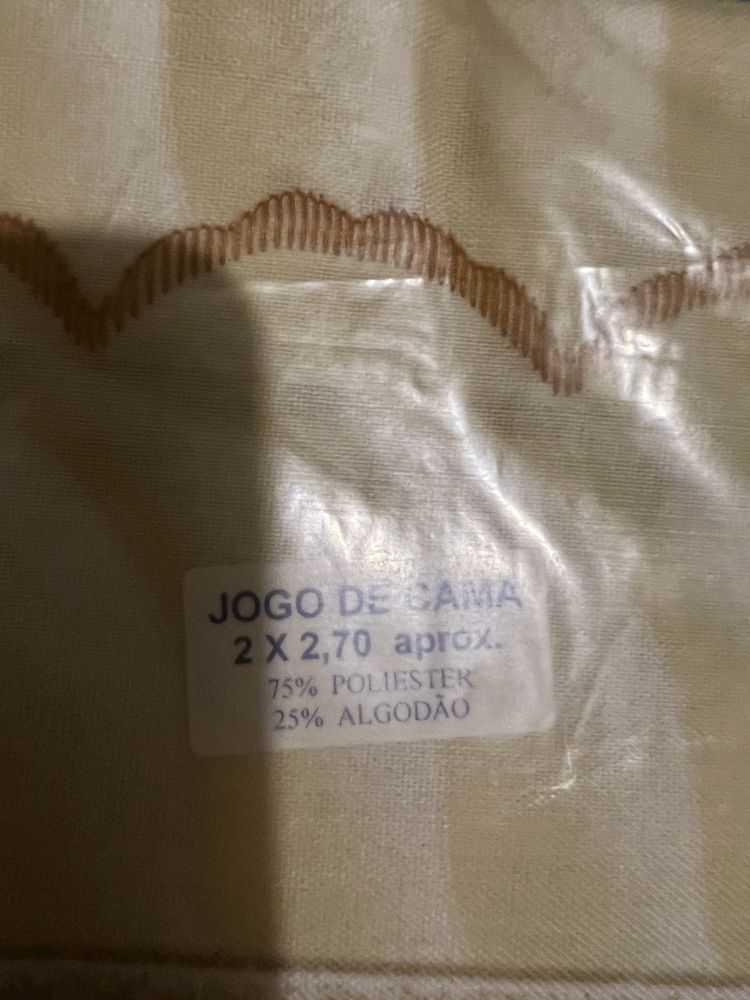 JOGO DE CAMA
2 X 2,70 aprox.
75% POLIESTER
25% ALGODÃO